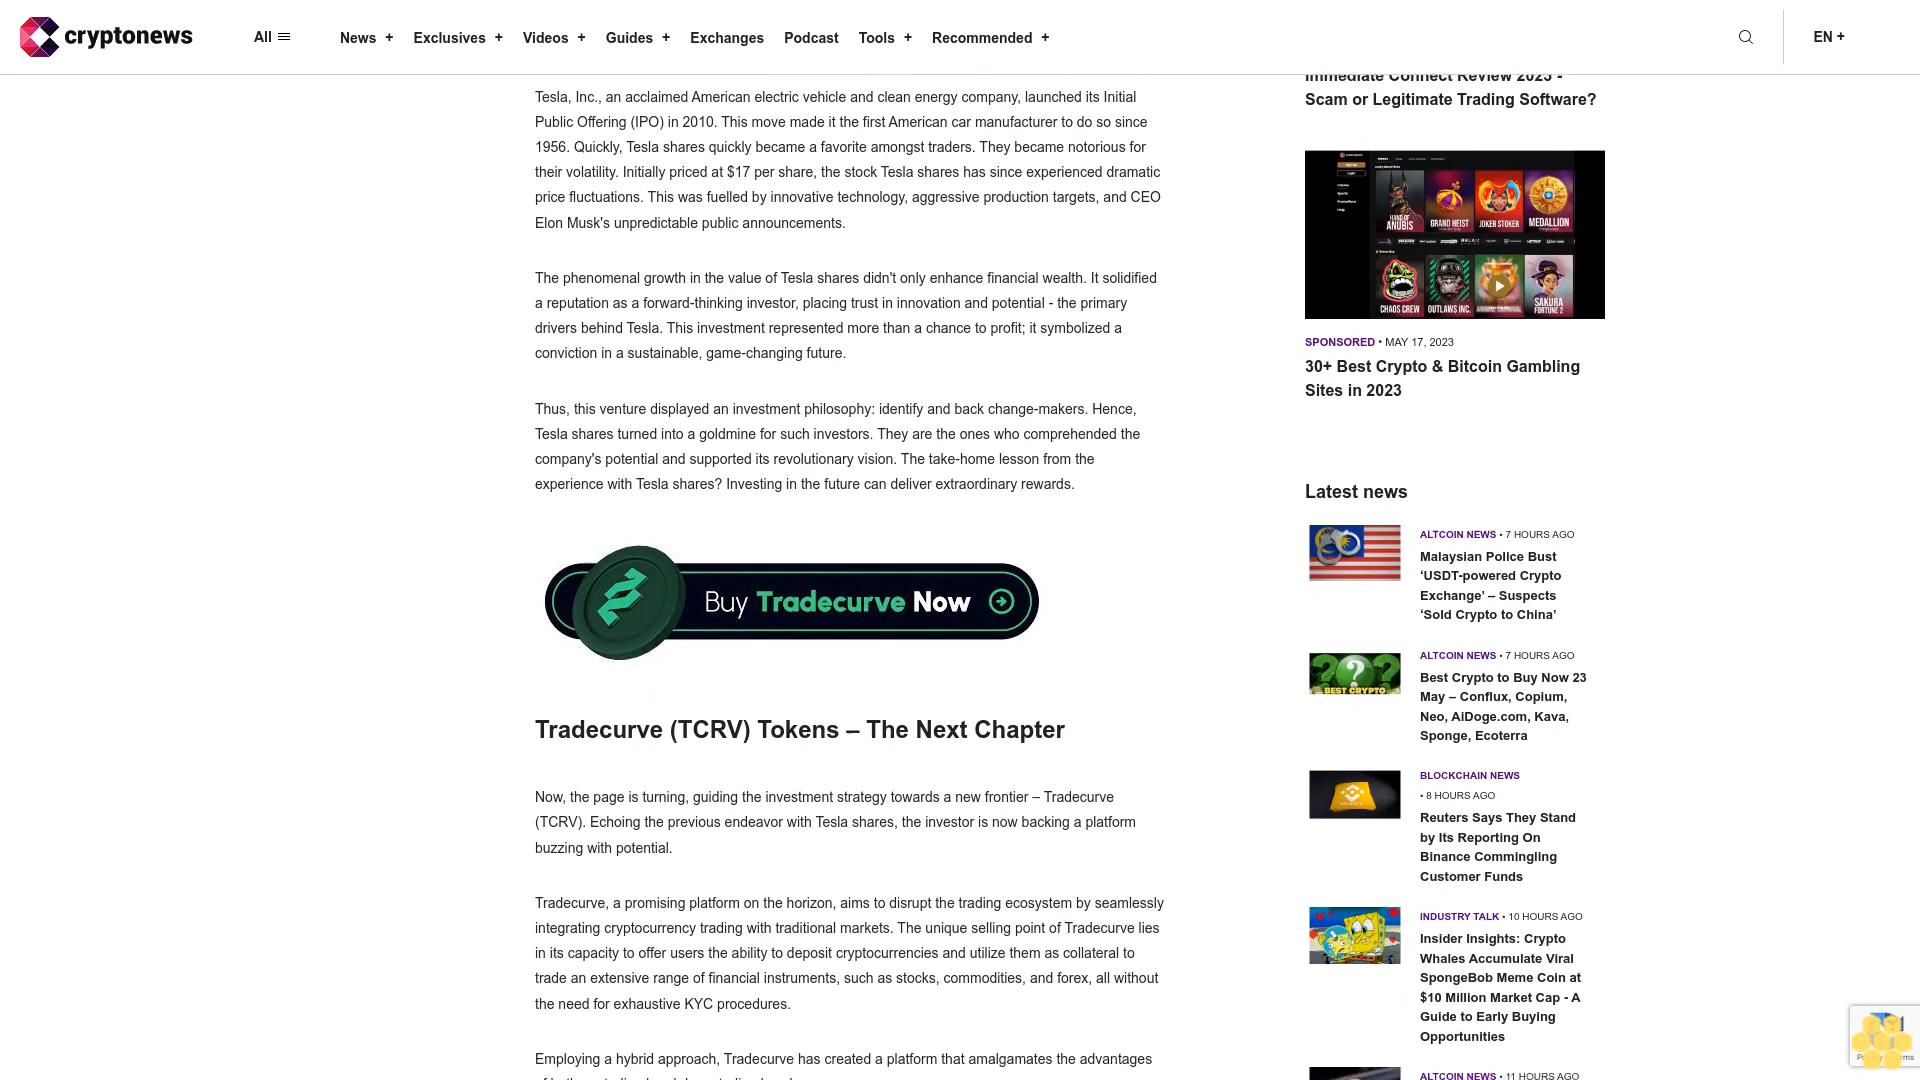 cryptonews
All
News +
Exclusives +
Videos +
Guides +
Exchanges
Podcast
Tools +
Recommended +
EN +
Tesla, Inc., an acclaimed American electric vehicle and clean energy company, launched its Initial
Public Offering (IPO) in 2010. This move made it the first American car manufacturer to do so since
1956. Quickly, Tesla shares quickly became a favorite amongst traders. They became notorious for
their volatility. Initially priced at $17 per share, the stock Tesla shares has since experienced dramatic
price fluctuations. This was fuelled by innovative technology, aggressive production targets, and CEO
Elon Musk's unpredictable public announcements.
The phenomenal growth in the value of Tesla shares didn't only enhance financial wealth. It solidified
a reputation as a forward-thinking investor, placing trust in innovation and potential - the primary
drivers behind Tesla. This investment represented more than a chance to profit; it symbolized a
conviction in a sustainable, game-changing future.
Thus, this venture displayed an investment philosophy: identify and back change-makers. Hence,
Tesla shares turned into a goldmine for such investors. They are the ones who comprehended the
company's potential and supported its revolutionary vision. The take-home lesson from the
experience with Tesla shares? Investing in the future can deliver extraordinary rewards.
Buy Tradecurve Now
Tradecurve (TCRV) Tokens – The Next Chapter
Now, the page is turning, guiding the investment strategy towards a new frontier – Tradecurve
(TCRV). Echoing the previous endeavor with Tesla shares, the investor is now backing a platform
buzzing with potential.
Tradecurve, a promising platform on the horizon, aims to disrupt the trading ecosystem by seamlessly
integrating cryptocurrency trading with traditional markets. The unique selling point of Tradecurve lies
in its capacity to offer users the ability to deposit cryptocurrencies and utilize them as collateral to
trade an extensive range of financial instruments, such as stocks, commodities, and forex, all without
the need for exhaustive KYC procedures.
Employing a hybrid approach, Tradecurve has created a platform that amalgamates the advantages
Immediate Connect Review 2023 -
Scam or Legitimate Trading Software?
HAND OF
ANUBIS
GRAND HEIST
JOKER STOKER
MEDALLION
CHAOS CREW
OUTLAWS INC.
SAKURA
FORTUNE 2
SPONSORED • MAY 17, 2023
30+ Best Crypto & Bitcoin Gambling
Sites in 2023
Latest news
ALTCOIN NEWS • 7 HOURS AGO
Malaysian Police Bust
‘USDT-powered Crypto
Exchange’ – Suspects
‘Sold Crypto to China’
BEST CRYPTO
ALTCOIN NEWS • 7 HOURS AGO
Best Crypto to Buy Now 23
May – Conflux, Copium,
Neo, AiDoge.com, Kava,
Sponge, Ecoterra
BLOCKCHAIN NEWS
• 8 HOURS AGO
Reuters Says They Stand
by Its Reporting On
Binance Commingling
Customer Funds
INDUSTRY TALK • 10 HOURS AGO
Insider Insights: Crypto
Whales Accumulate Viral
SpongeBob Meme Coin at
$10 Million Market Cap - A
Guide to Early Buying
Opportunities
ALTCOIN NEWS • 11 HOURS AGO